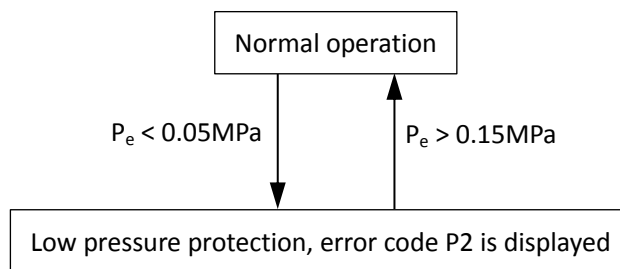 Normal operation
Pₑ < 0.05MPa
Pₑ > 0.15MPa
Low pressure protection, error code P2 is displayed